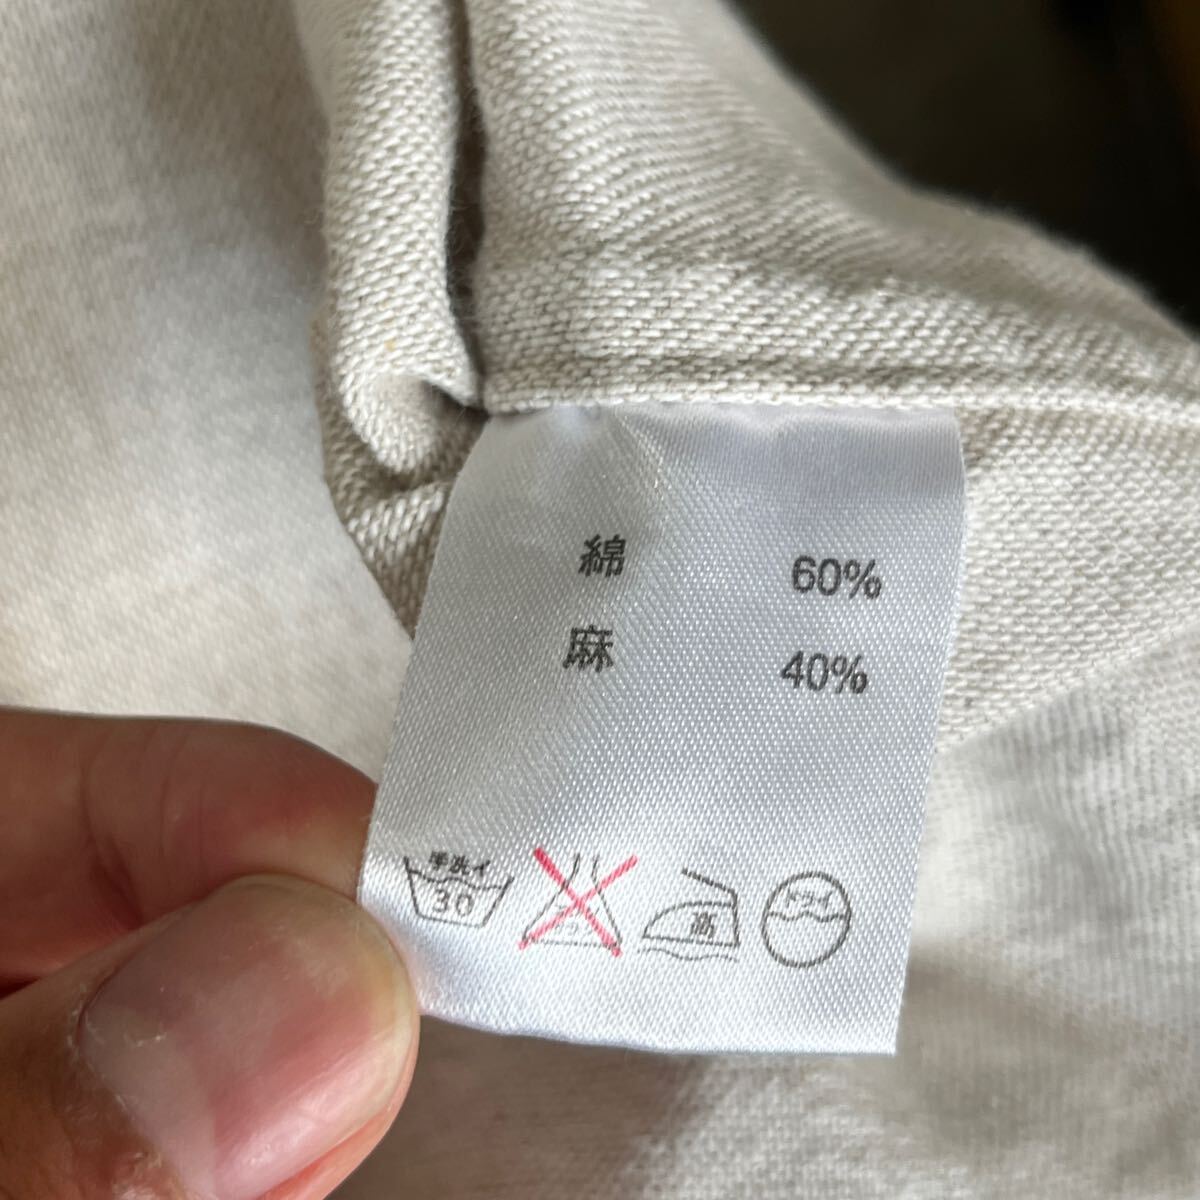 綿 60%
麻 40%
手洗イ
30
高
ドライ